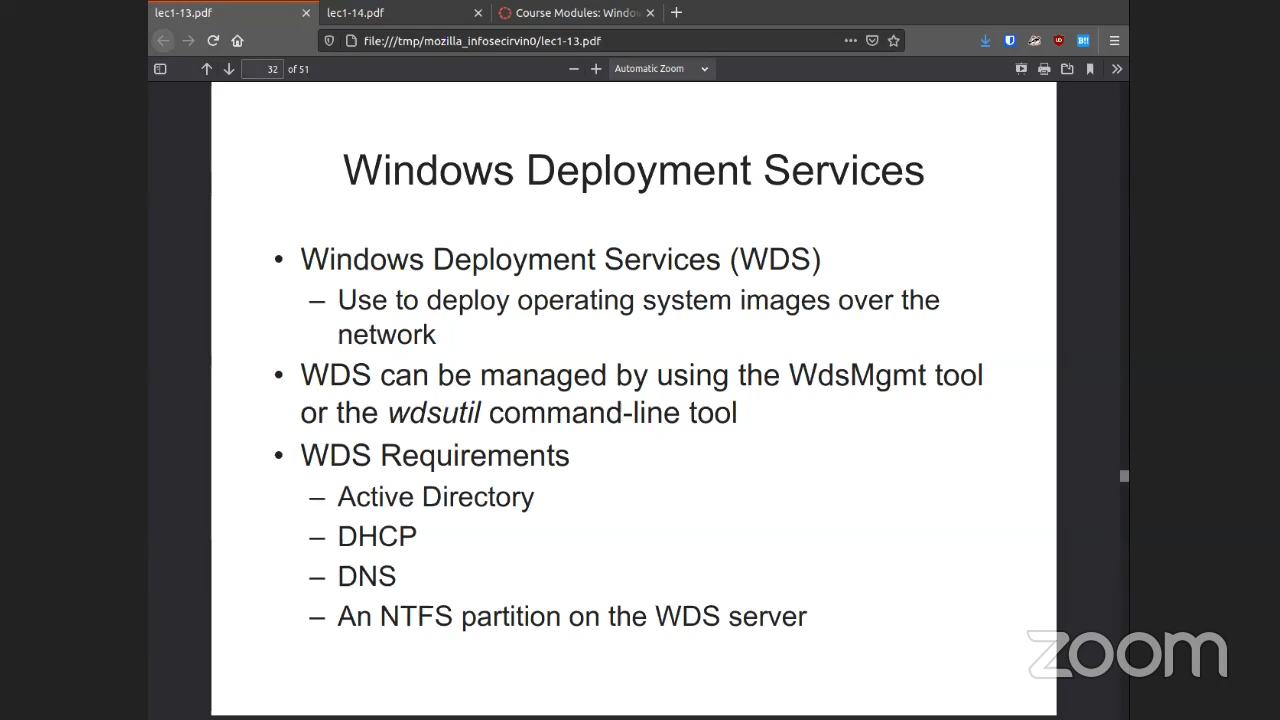 lec1-13.pdf
lec1-14.pdf
Course Modules: Window
file:///tmp/mozilla_infosecirvin0/lec1-13.pdf
32 of 51
Automatic Zoom
Windows Deployment Services
• Windows Deployment Services (WDS)
– Use to deploy operating system images over the
network
• WDS can be managed by using the WdsMgmt tool
or the wdsutil command-line tool
• WDS Requirements
– Active Directory
– DHCP
– DNS
– An NTFS partition on the WDS server
zoom